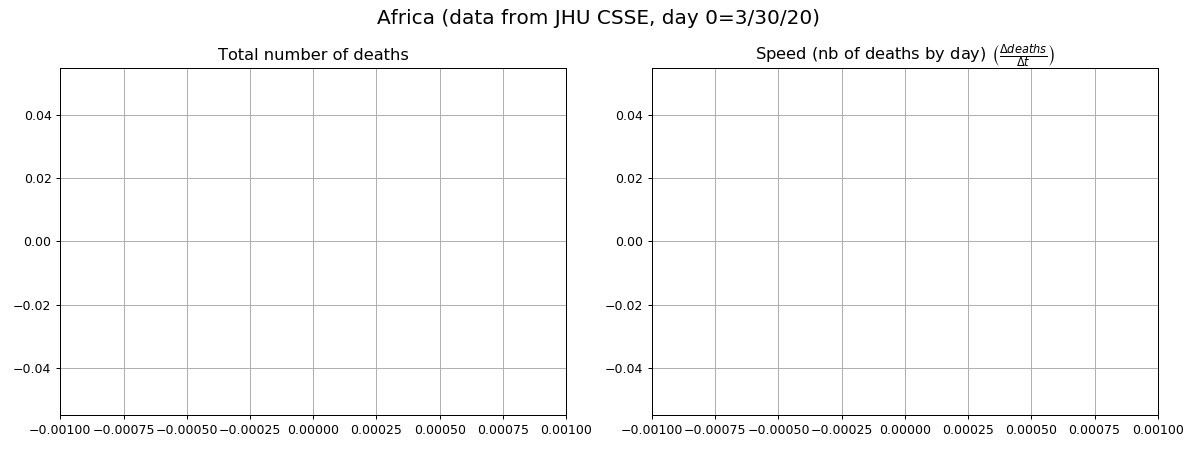 Africa (data from JHU CSSE, day 0=3/30/20)
Total number of deaths
0.04
0.02
0.00
−0.02
−0.04
−0.00100 −0.00075 −0.00050 −0.00025 0.00000 0.00025 0.00050 0.00075 0.00100
Speed (nb of deaths by day) (Δdeaths/Δt)
0.04
0.02
0.00
−0.02
−0.04
−0.00100 −0.00075 −0.00050 −0.00025 0.00000 0.00025 0.00050 0.00075 0.00100